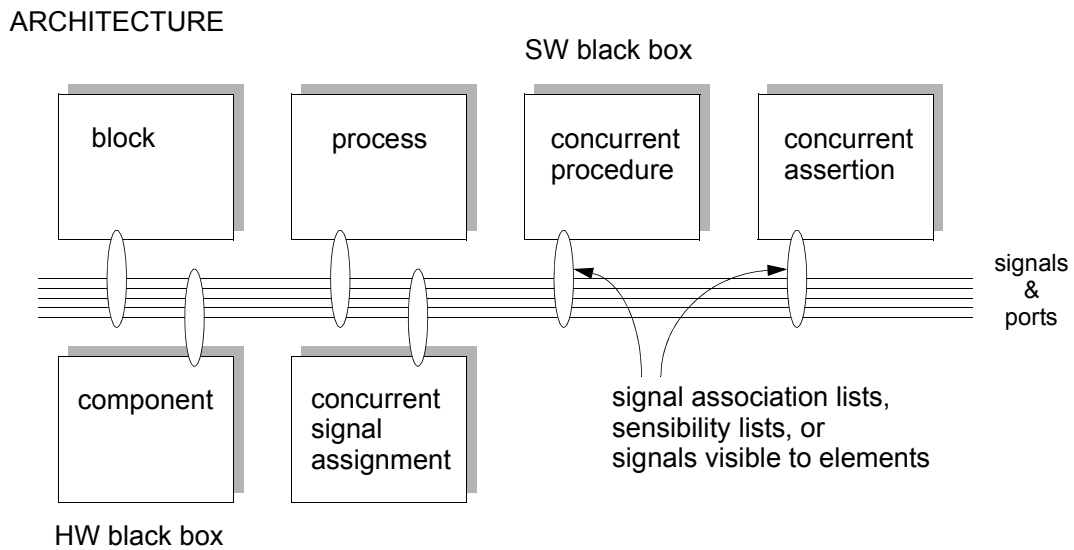 ARCHITECTURE
SW black box
block
process
concurrent
procedure
concurrent
assertion
signals
&
ports
component
concurrent
signal
assignment
signal association lists,
sensibility lists, or
signals visible to elements
HW black box